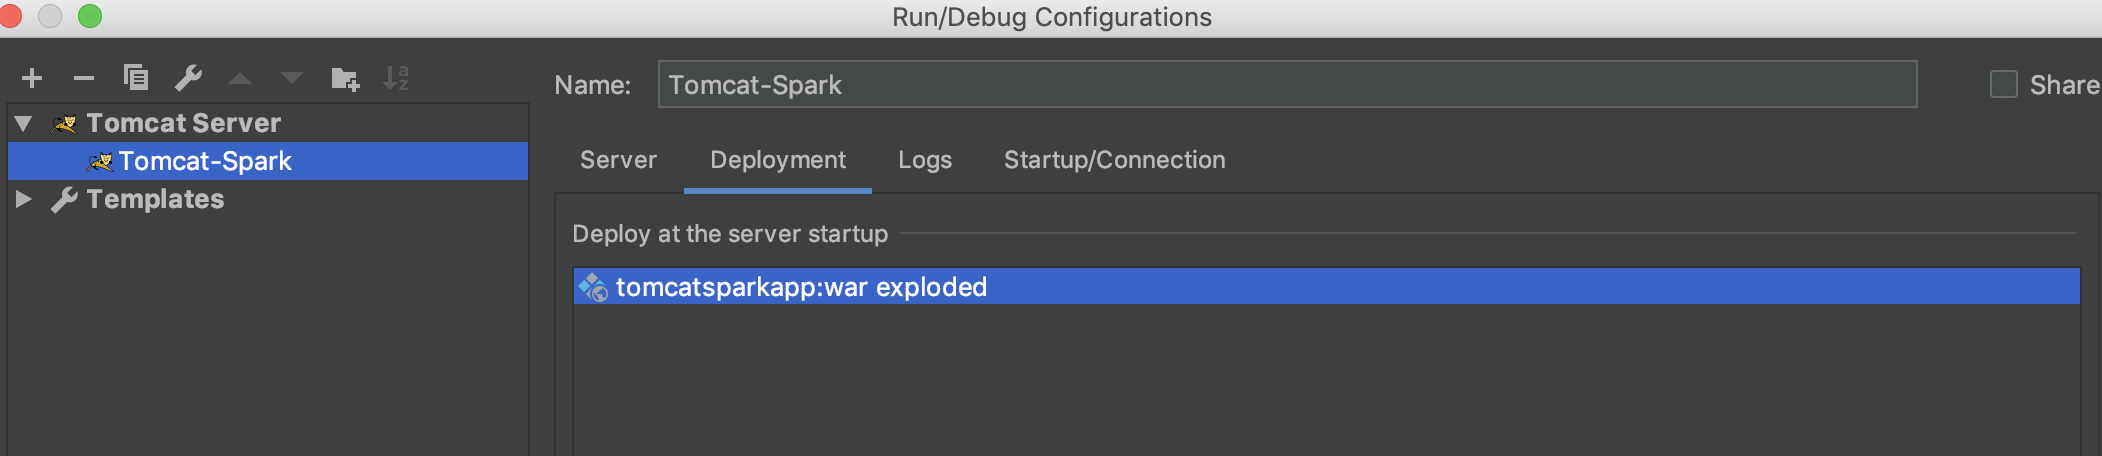 Run/Debug Configurations
Name: Tomcat-Spark Share
Tomcat Server
Tomcat-Spark
Templates
Server Deployment Logs Startup/Connection
Deploy at the server startup
tomcatsparkapp:war exploded